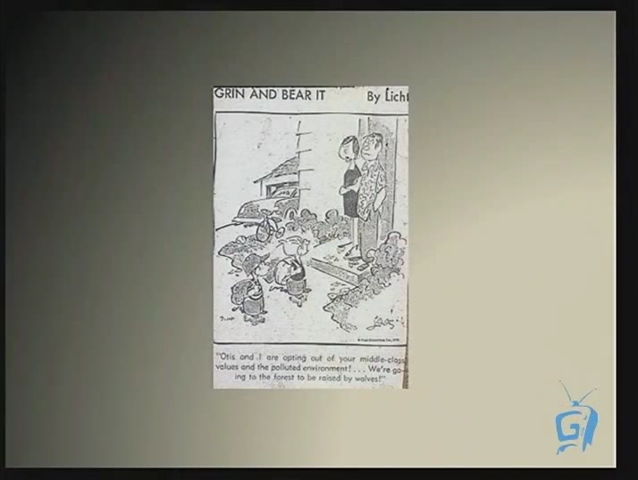 GRIN AND BEAR IT By Licht
"Otis and I are opting out of your middle-class
values and the polluted environment! . . . We're go-
ing to the forest to be raised by wolves!"
G